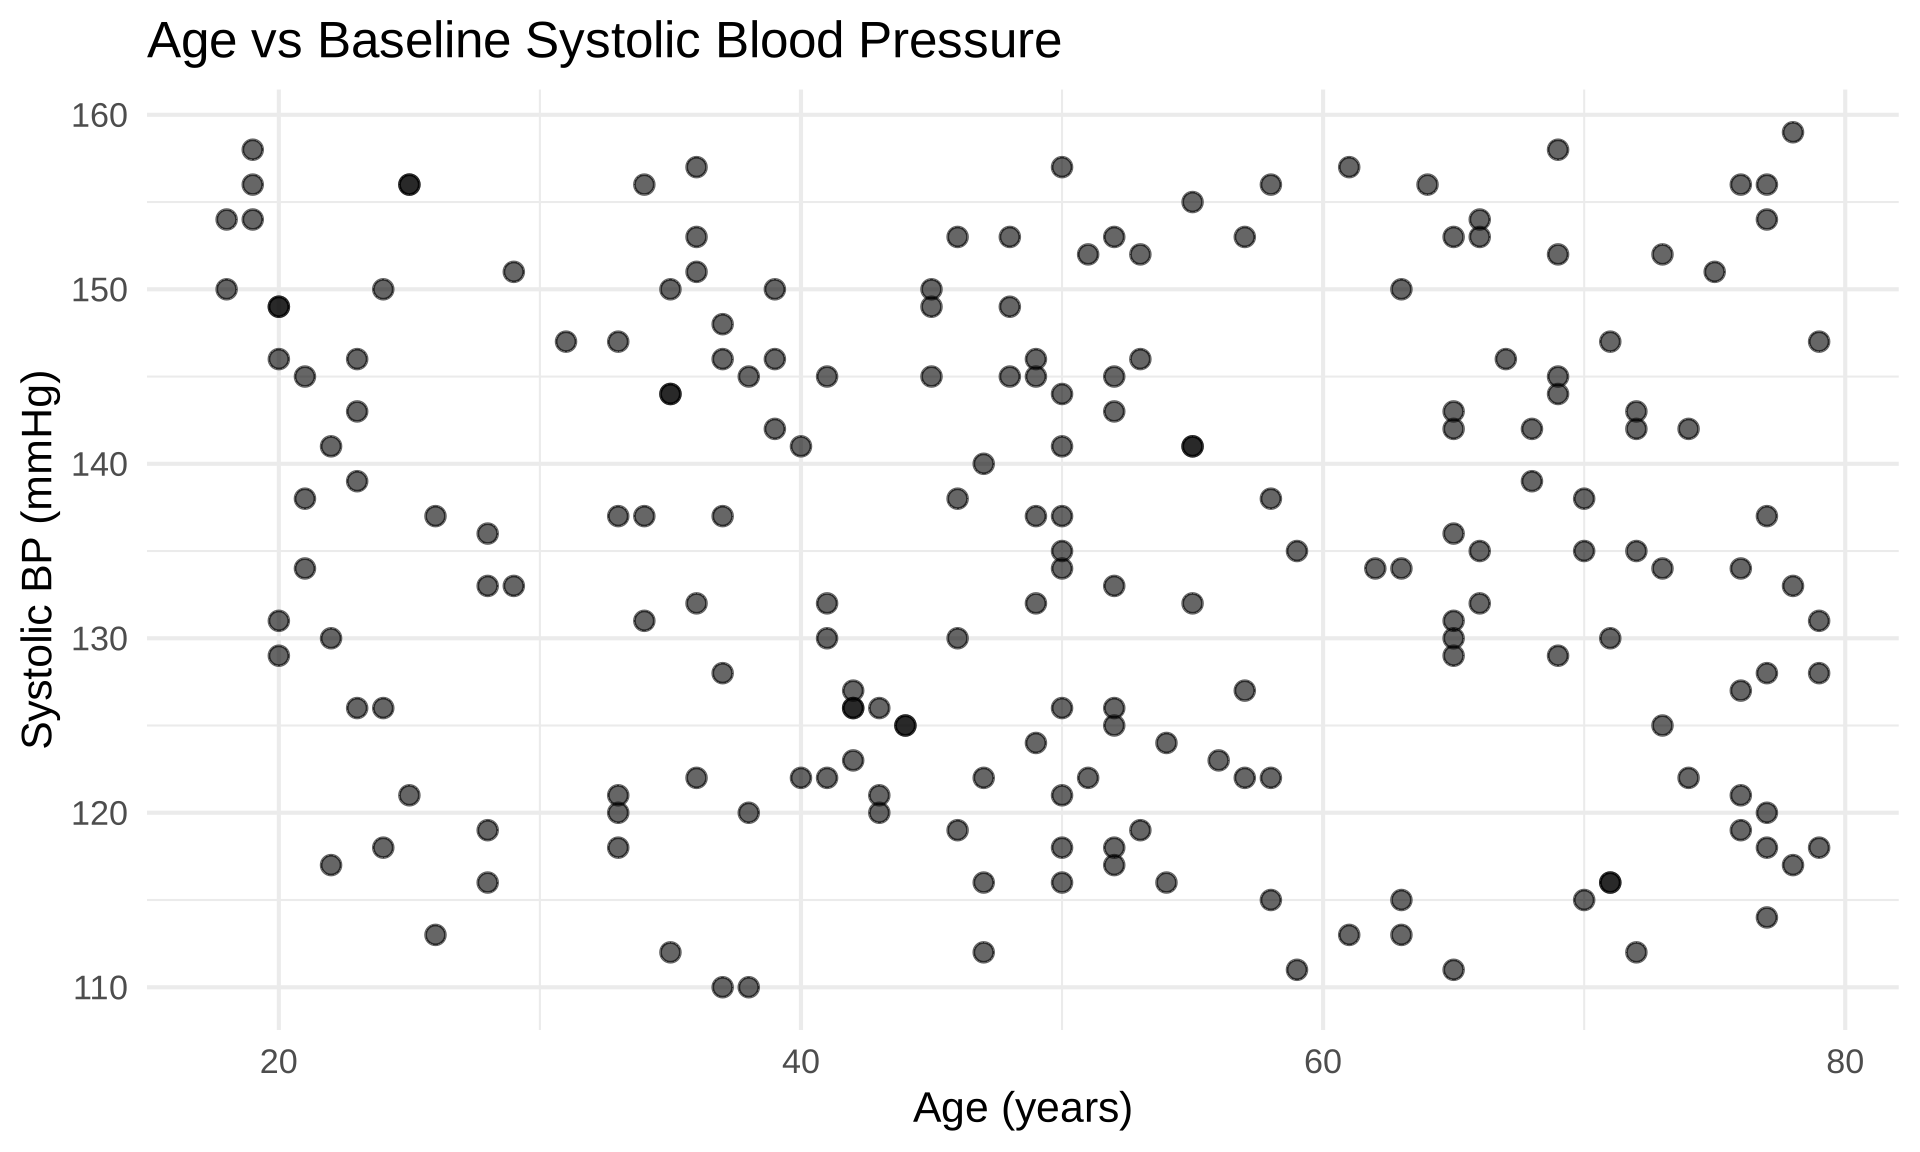 Age vs Baseline Systolic Blood Pressure
160
150
140
130
120
110
Systolic BP (mmHg)
20 40 60 80
Age (years)